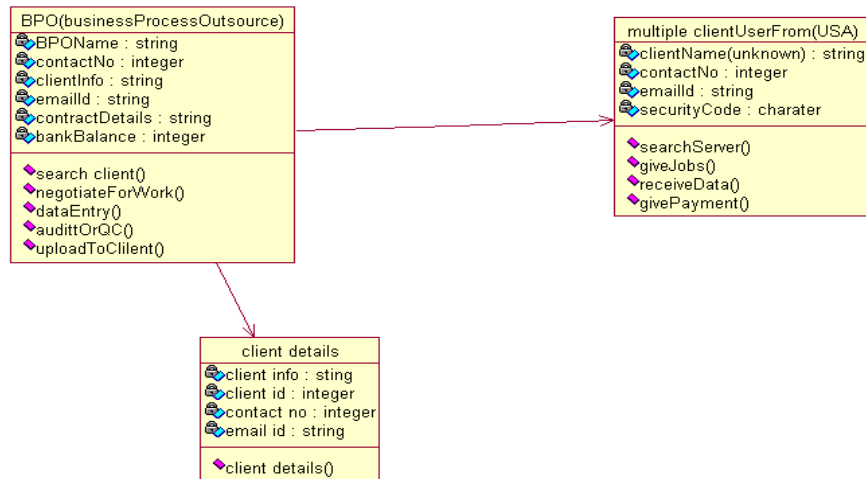 BPO(businessProcessOutsource)
BPOName : string
contactNo : integer
clientInfo : string
emailId : string
contractDetails : string
bankBalance : integer
search client()
negotiateForWork()
dataEntry()
audittOrQC()
uploadToClilent()
multiple clientUserFrom(USA)
clientName(unknown) : string
contactNo : integer
emailId : string
securityCode : charater
searchServer()
giveJobs()
receiveData()
givePayment()
client details
client info : sting
client id : integer
contact no : integer
email id : string
client details()